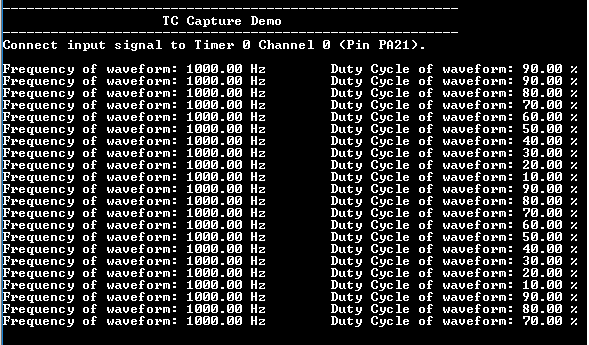 TC Capture Demo
Connect input signal to Timer 0 Channel 0 (Pin PA21).
Frequency of waveform: 1000.00 Hz Duty Cycle of waveform: 90.00 %
Frequency of waveform: 1000.00 Hz Duty Cycle of waveform: 90.00 %
Frequency of waveform: 1000.00 Hz Duty Cycle of waveform: 80.00 %
Frequency of waveform: 1000.00 Hz Duty Cycle of waveform: 70.00 %
Frequency of waveform: 1000.00 Hz Duty Cycle of waveform: 60.00 %
Frequency of waveform: 1000.00 Hz Duty Cycle of waveform: 50.00 %
Frequency of waveform: 1000.00 Hz Duty Cycle of waveform: 40.00 %
Frequency of waveform: 1000.00 Hz Duty Cycle of waveform: 30.00 %
Frequency of waveform: 1000.00 Hz Duty Cycle of waveform: 20.00 %
Frequency of waveform: 1000.00 Hz Duty Cycle of waveform: 10.00 %
Frequency of waveform: 1000.00 Hz Duty Cycle of waveform: 90.00 %
Frequency of waveform: 1000.00 Hz Duty Cycle of waveform: 80.00 %
Frequency of waveform: 1000.00 Hz Duty Cycle of waveform: 70.00 %
Frequency of waveform: 1000.00 Hz Duty Cycle of waveform: 60.00 %
Frequency of waveform: 1000.00 Hz Duty Cycle of waveform: 50.00 %
Frequency of waveform: 1000.00 Hz Duty Cycle of waveform: 40.00 %
Frequency of waveform: 1000.00 Hz Duty Cycle of waveform: 30.00 %
Frequency of waveform: 1000.00 Hz Duty Cycle of waveform: 20.00 %
Frequency of waveform: 1000.00 Hz Duty Cycle of waveform: 10.00 %
Frequency of waveform: 1000.00 Hz Duty Cycle of waveform: 90.00 %
Frequency of waveform: 1000.00 Hz Duty Cycle of waveform: 80.00 %
Frequency of waveform: 1000.00 Hz Duty Cycle of waveform: 70.00 %